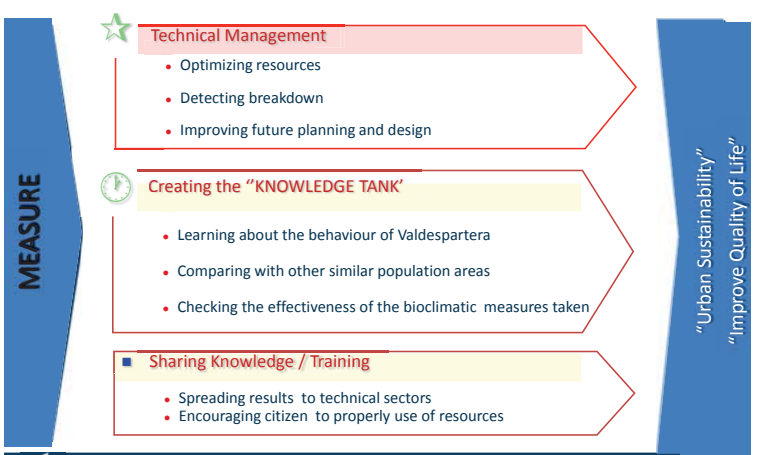 MEASURE
Technical Management
Optimizing resources
Detecting breakdown
Improving future planning and design
Creating the ‘’KNOWLEDGE TANK’
Learning about the behaviour of Valdespartera
Comparing with other similar population areas
Checking the effectiveness of the bioclimatic measures taken
Sharing Knowledge / Training
Spreading results to technical sectors
Encouraging citizen to properly use of resources
“Urban Sustainability”
“Improve Quality of Life”